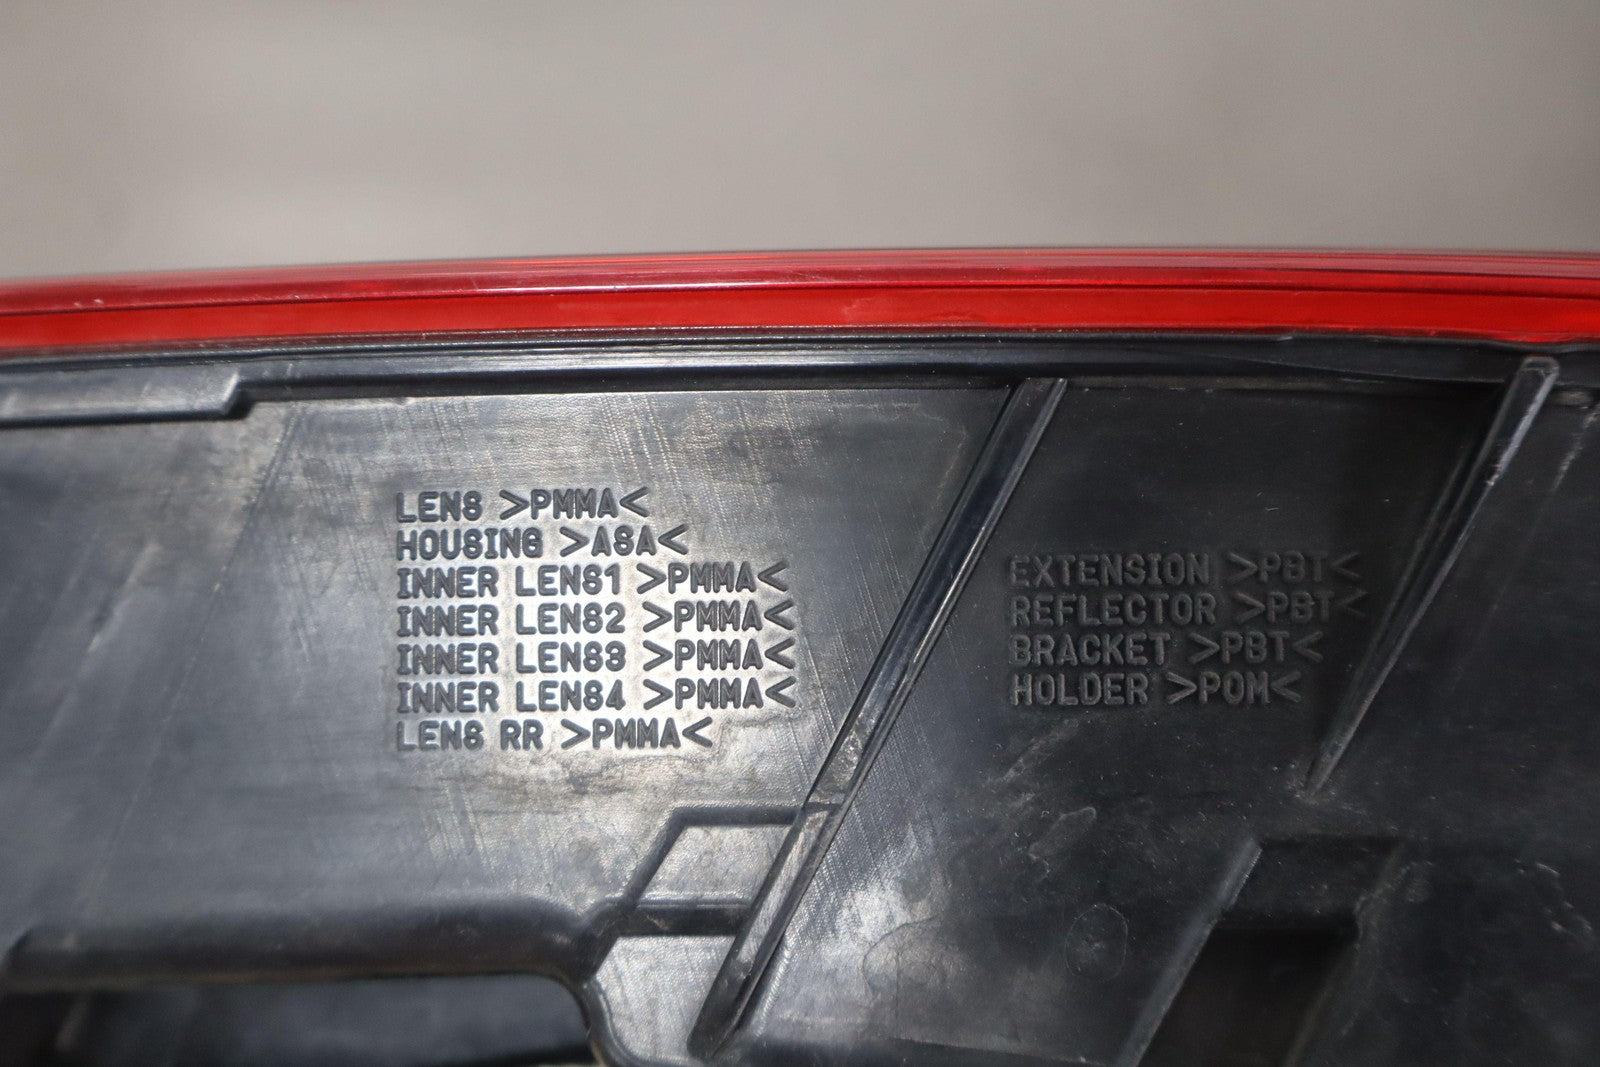 LENS >PMMA<
HOUSING >ASA<
INNER LENS1 >PMMA<
INNER LENS2 >PMMA<
INNER LENS3 >PMMA<
INNER LENS4 >PMMA<
LENS RR >PMMA<
EXTENSION >PBT<
REFLECTOR >PBT<
BRACKET >PBT<
HOLDER >POM<